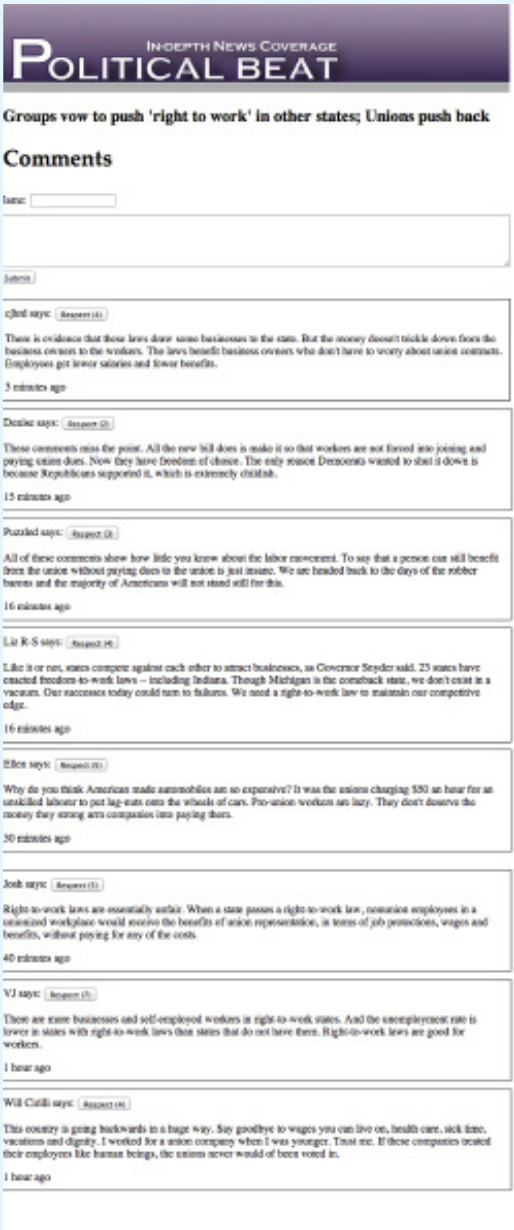 IN-DEPTH NEWS COVERAGE
POLITICAL BEAT
Groups vow to push 'right to work' in other states; Unions push back
Comments
Name:
Submit
says: Respect (4)
There is evidence that these laws draw some businesses to the state. But the money doesn't trickle down from the
business owners to the workers. The laws benefit business owners who don't have to worry about union contracts.
Employees get lower salaries and fewer benefits.
3 minutes ago
Denise says: Respect (2)
These comments miss the point. All the new bill does is make it so that workers are not forced into joining and
paying union dues. Now they have freedom of choice. The only reason Democrats wanted to shut it down is
because Republicans supported it, which is extremely childish.
15 minutes ago
Puzzled says: Respect (3)
All of these comments show how little you know about the labor movement. To say that a person can still benefit
from the union without paying dues to the union is just insane. We are headed back to the days of the robber
barons and the majority of Americans will not stand still for this.
16 minutes ago
Liz R-S says: Respect (4)
Like it or not, states compete against each other to attract businesses, as Governor Snyder said. 23 states have
enacted freedom-to-work laws -- including Indiana. Though Michigan is the comeback state, we don't exist in a
vacuum. Our successes today could turn to failures. We need a right-to-work law to maintain our competitive
edge.
16 minutes ago
Ellen says: Respect
Why do you think American made automobiles are so expensive? It was the unions charging $50 an hour for an
unskilled laborer to put lug-nuts onto the wheels of cars. Pro-union workers are lazy. They don't deserve the
money they strong arm companies into paying them.
30 minutes ago
Josh says: Respect
Right-to-work laws are essentially unfair. When a state passes a right-to-work law, nonunion employees in a
unionized workplace would receive the benefits of union representation, in terms of job protections, wages and
benefits, without paying for any of the costs.
40 minutes ago
VJ says: Respect (7)
There are more businesses and self-employed workers in right-to-work states. And the unemployment rate is
lower in states with right-to-work laws than states that do not have them. Right-to-work laws are good for
workers.
1 hour ago
Will says: Respect (4)
This country is going backwards in a huge way. Say goodbye to wages you can live on, health care, sick time,
vacations and dignity. I worked for a union company when I was younger. Trust me. If these companies treated
their employees like human beings, the unions never would of been voted in.
1 hour ago